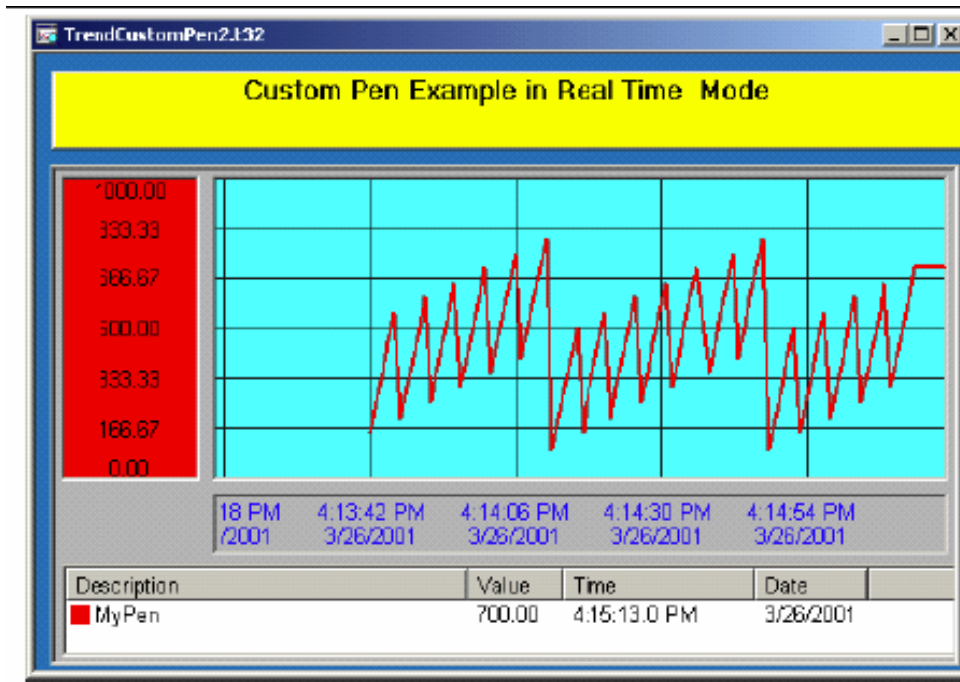 TrendCustomPen2.t32
Custom Pen Example in Real Time Mode
1000.00
833.33
666.67
500.00
333.33
166.67
0.00
18 PM 4:13:42 PM 4:14:06 PM 4:14:30 PM 4:14:54 PM
/2001 3/26/2001 3/26/2001 3/26/2001 3/26/2001
Description Value Time Date
MyPen 700.00 4:15:13.0 PM 3/26/2001